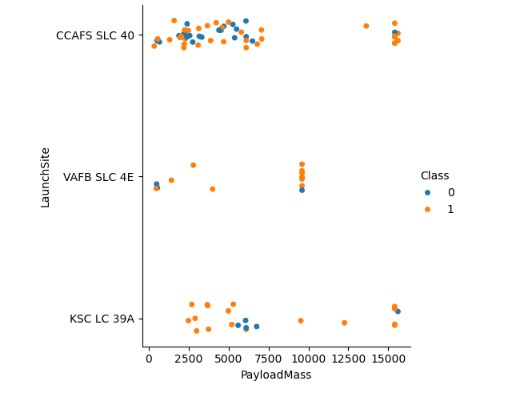 CCAFS SLC 40
VAFB SLC 4E
KSC LC 39A
LaunchSite
0 2500 5000 7500 10000 12500 15000
PayloadMass
Class
0
1